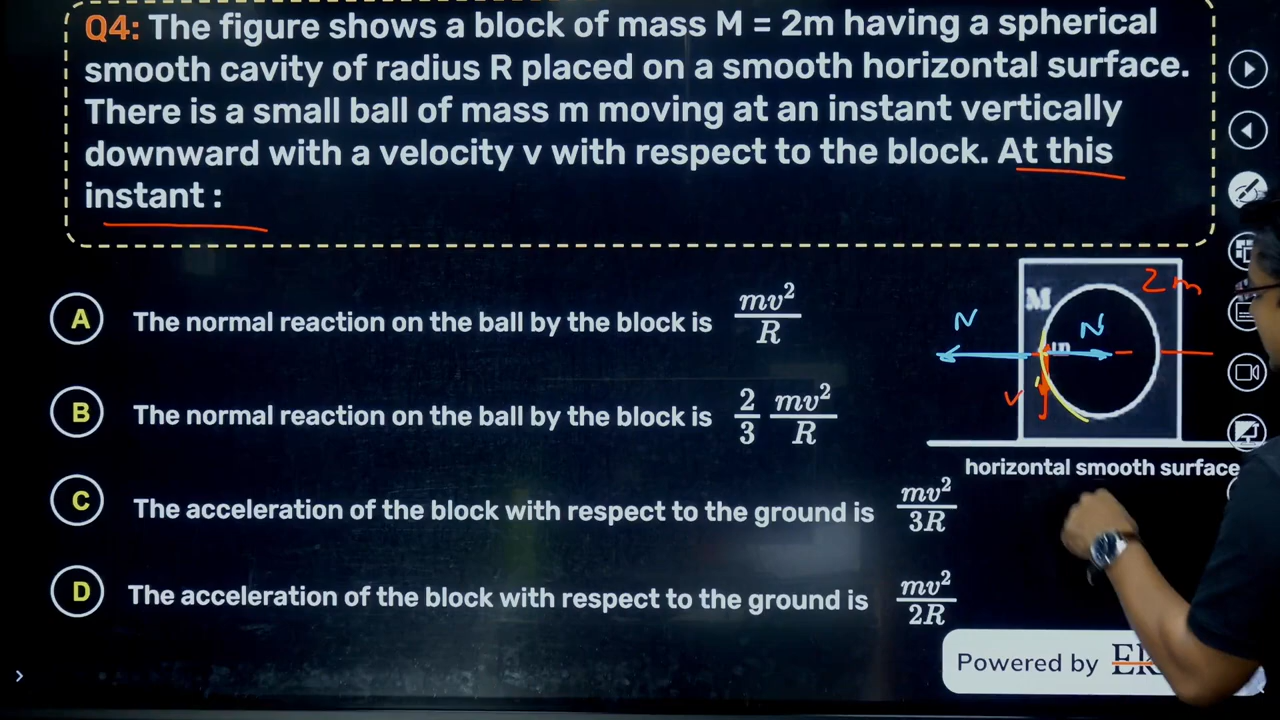 Q4: The figure shows a block of mass M = 2m having a spherical
smooth cavity of radius R placed on a smooth horizontal surface.
There is a small ball of mass m moving at an instant vertically
downward with a velocity v with respect to the block. At this
instant :
A The normal reaction on the ball by the block is mv²/R
B The normal reaction on the ball by the block is 2/3 mv²/R
C The acceleration of the block with respect to the ground is mv²/3R
D The acceleration of the block with respect to the ground is mv²/2R
2m
M
N
N
m
v
horizontal smooth surface
Powered by